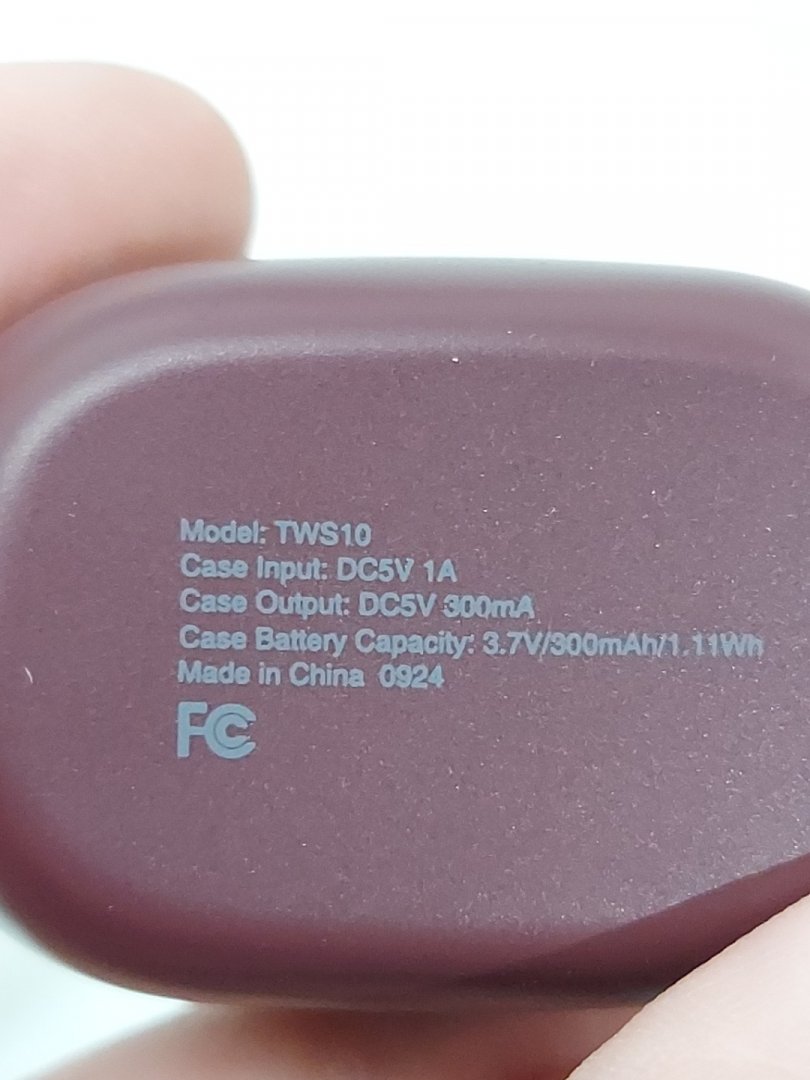 Model: TWS10
Case Input: DC5V 1A
Case Output: DC5V 300mA
Case Battery Capacity: 3.7V/300mAh/1.11Wh
Made in China 0924
FC